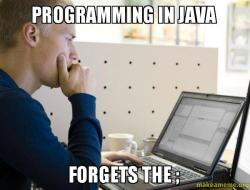 PROGRAMMING IN JAVA
FORGETS THE ;
makeameme.org